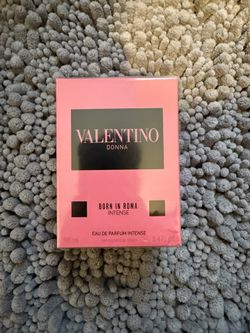 VALENTINO
DONNA
BORN IN ROMA
INTENSE
EAU DE PARFUM INTENSE